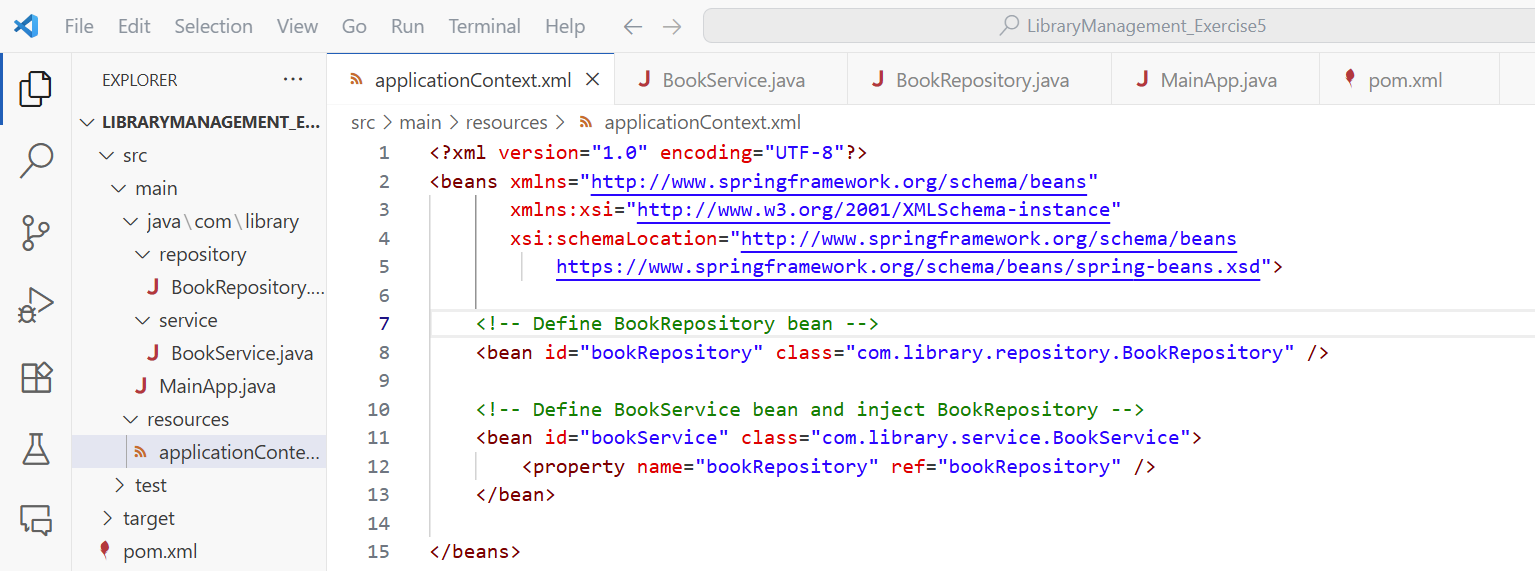 File Edit Selection View Go Run Terminal Help LibraryManagement_Exercise5
EXPLORER ...
applicationContext.xml BookService.java BookRepository.java MainApp.java pom.xml
LIBRARYMANAGEMENT_E...
src
main
java\com\library
repository
BookRepository....
service
BookService.java
MainApp.java
resources
applicationConte...
test
target
pom.xml
src > main > resources > applicationContext.xml
1 <?xml version="1.0" encoding="UTF-8"?>
2 <beans xmlns="http://www.springframework.org/schema/beans"
3 xmlns:xsi="http://www.w3.org/2001/XMLSchema-instance"
4 xsi:schemaLocation="http://www.springframework.org/schema/beans
5 https://www.springframework.org/schema/beans/spring-beans.xsd">
6
7 <!-- Define BookRepository bean -->
8 <bean id="bookRepository" class="com.library.repository.BookRepository" />
9
10 <!-- Define BookService bean and inject BookRepository -->
11 <bean id="bookService" class="com.library.service.BookService">
12 <property name="bookRepository" ref="bookRepository" />
13 </bean>
14
15 </beans>